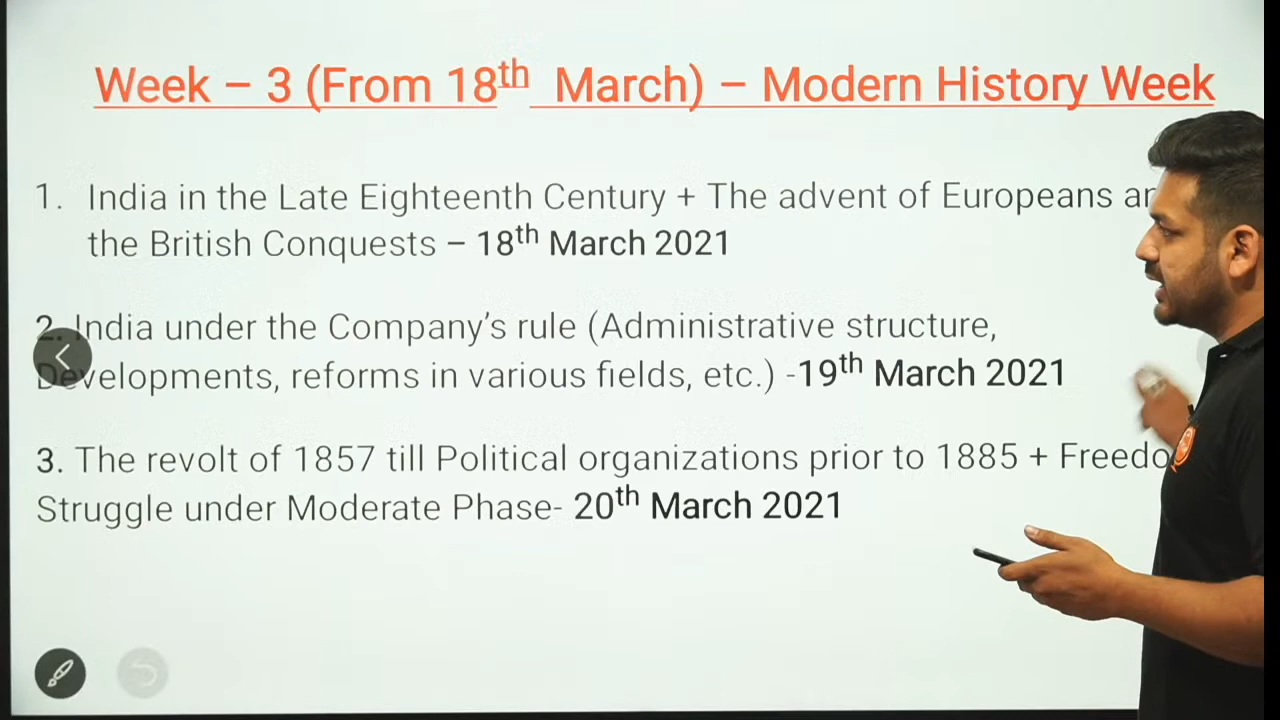 Week – 3 (From 18th March) – Modern History Week
1. India in the Late Eighteenth Century + The advent of Europeans
the British Conquests – 18th March 2021
2. India under the Company's rule (Administrative structure,
Developments, reforms in various fields, etc.) -19th March 2021
3. The revolt of 1857 till Political organizations prior to 1885 +
Struggle under Moderate Phase- 20th March 2021